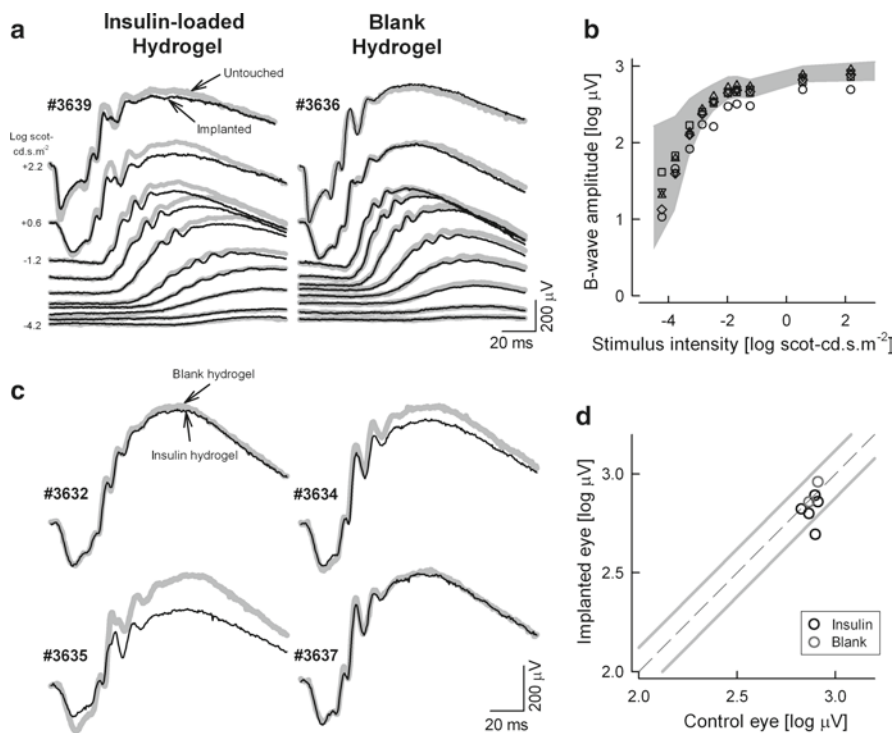 a
Insulin-loaded
Hydrogel
Blank
Hydrogel
Untouched
#3639
Implanted
#3636
Log scot-
cd.s.m²
+2.2
+0.6
-1.2
-4.2
200 μV
20 ms
b
B-wave amplitude [log μV]
3
2
1
0
-4
-2
0
2
Stimulus intensity [log scot-cd.s.m⁻²]
c
Blank hydrogel
Insulin hydrogel
#3632
#3634
#3635
#3637
200 μV
20 ms
d
Implanted eye [log μV]
3.0
2.5
2.0
2.0
2.5
3.0
Insulin
Blank
Control eye [log μV]